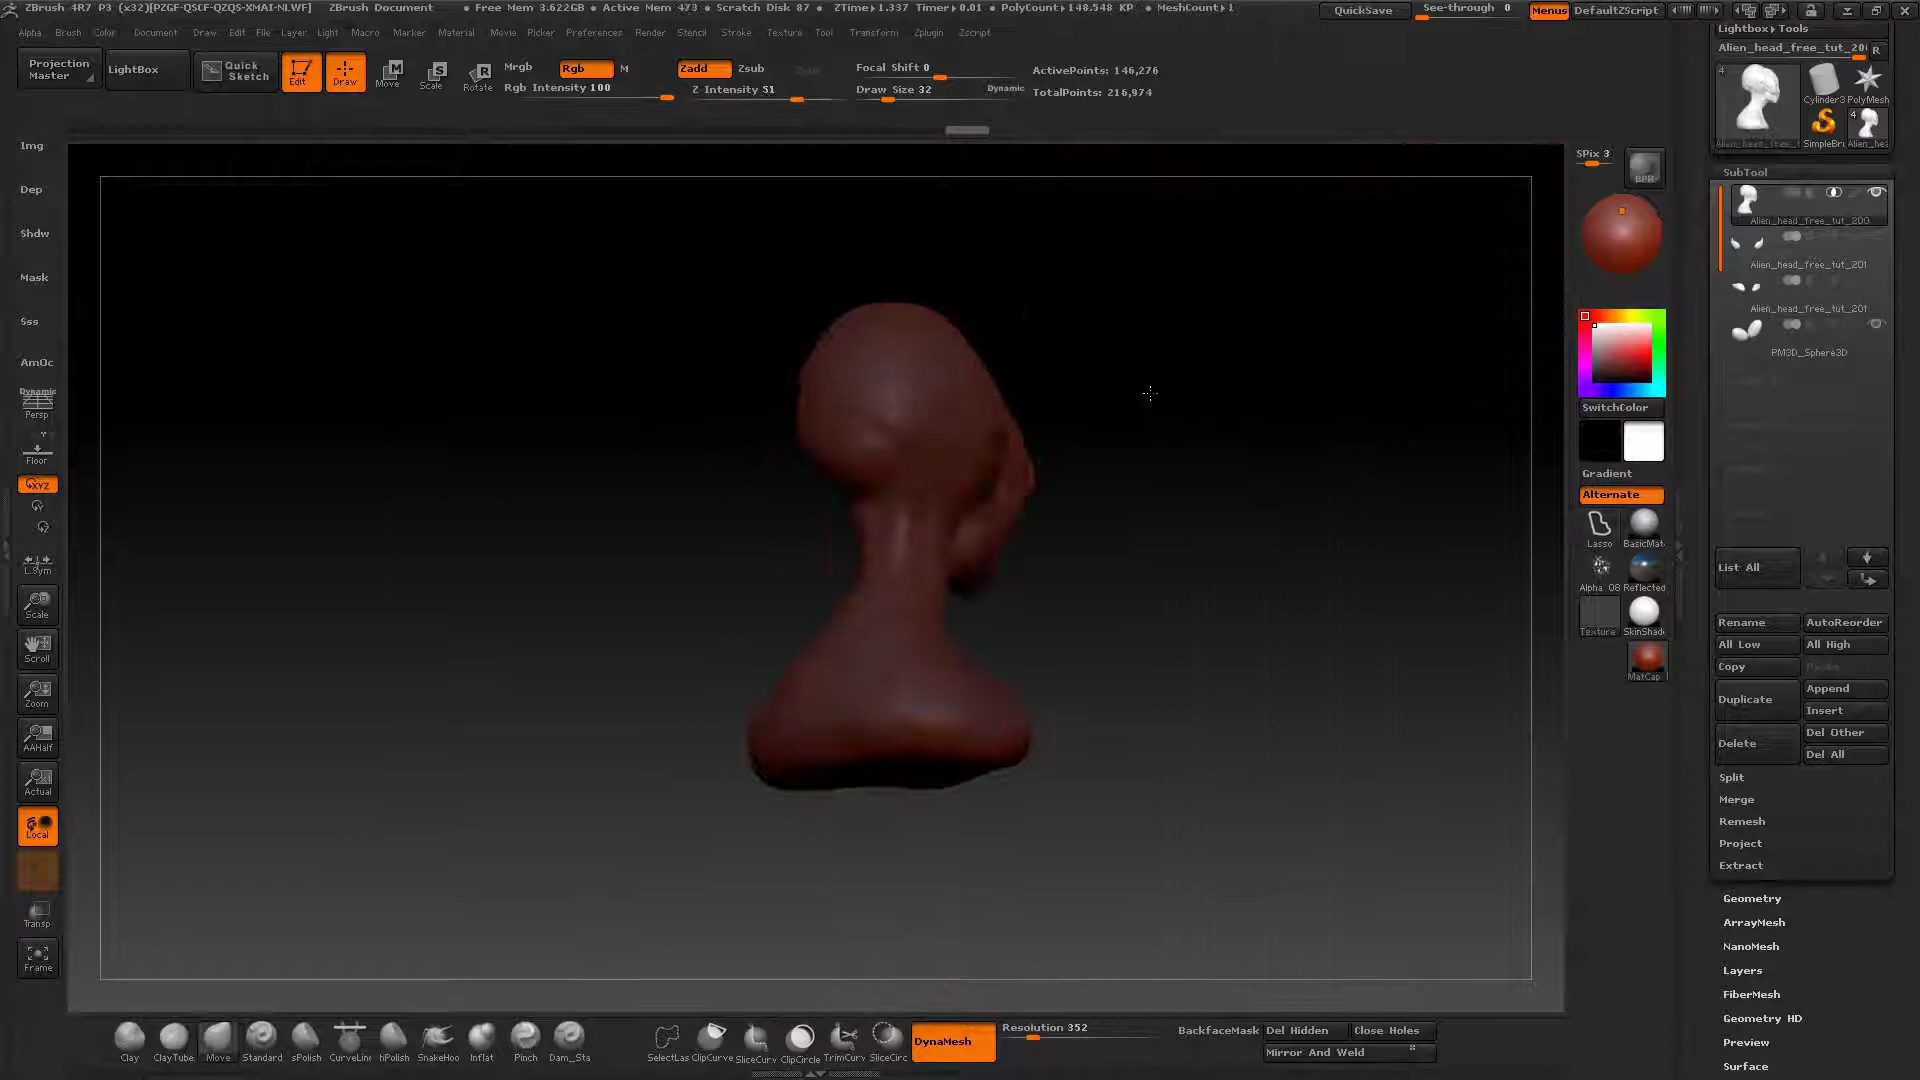 ZBrush 4R7 P3 (x32)[PZGF-QSCF-QZQS-XMAI-NLWF] ZBrush Document • Free Mem 3.622GB • Active Mem 473 • Scratch Disk 87 • ZTime▸1.337 Timer▸0.01 • PolyCount▸148.548 KP • MeshCount▸1 QuickSave See-through 0 Menus DefaultZScript
Alpha Brush Color Document Draw Edit File Layer Light Macro Marker Material Movie Picker Preferences Render Stencil Stroke Texture Tool Transform Zplugin Zscript
Lightbox▸Tools
Alien_head_free_tut_20 R
Projection Master
LightBox
Quick Sketch
Edit
Draw
Move
Scale
Rotate
Mrgb Rgb M
Rgb Intensity 100
Zadd Zsub
Z Intensity 51
Focal Shift 0
Draw Size 32
Dynamic
ActivePoints: 146,276
TotalPoints: 216,974
4
Cylinder3 PolyMesh
4
SimpleBru Alien_hea
Img
Dep
Shdw
Mask
Sss
AmOc
Dynamic
Persp
Floor
XYZ
L.Sym
Scale
Scroll
Zoom
AAHalf
Actual
Local
Transp
Frame
SPix 3
BPR
SwitchColor
Gradient
Alternate
Lasso BasicMat
Alpha 08 Reflected
Texture SkinShad
MatCap
SubTool
Alien_head_free_tut_200
Alien_head_free_tut_201
Alien_head_free_tut_201
PM3D_Sphere3D
List All
Rename AutoReorder
All Low All High
Copy
Duplicate Append
Insert
Delete Del Other
Del All
Split
Merge
Remesh
Project
Extract
Geometry
ArrayMesh
NanoMesh
Layers
FiberMesh
Geometry HD
Preview
Surface
Clay ClayTube Move Standard sPolish CurveLin hPolish SnakeHoo Inflat Pinch Dam_Sta
SelectLas ClipCurve SliceCurv ClipCircle TrimCurv SliceCirc
DynaMesh
Resolution 352
BackfaceMask Del Hidden Close Holes
Mirror And Weld